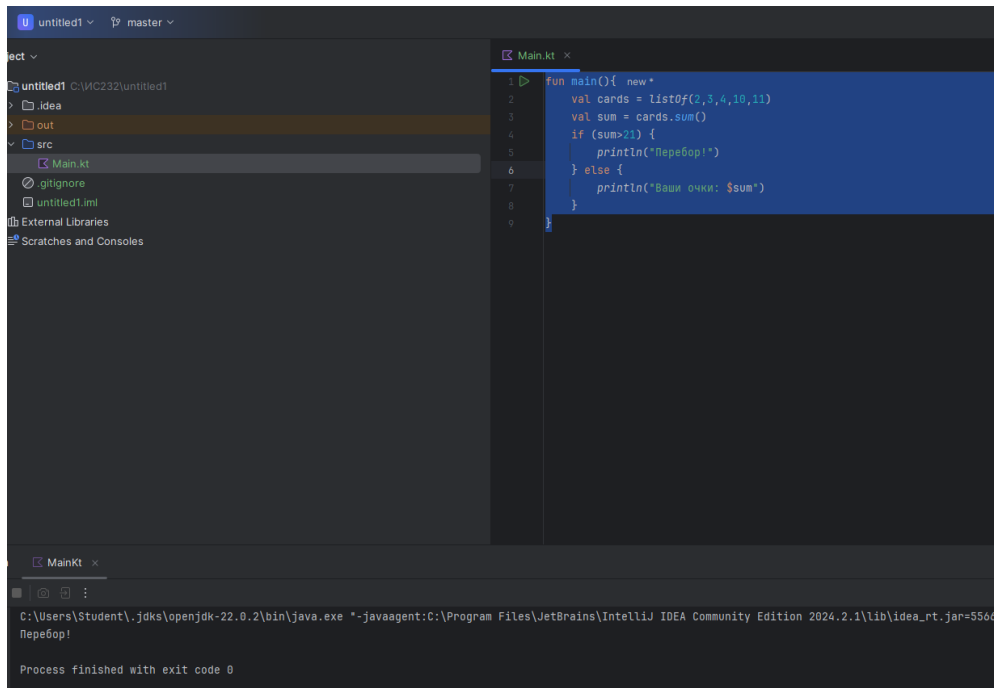 U untitled1 master
ject
Main.kt
untitled1 C:\ИС232\untitled1
.idea
out
src
Main.kt
.gitignore
untitled1.iml
External Libraries
Scratches and Consoles
1 fun main(){ new *
2 val cards = listOf(2,3,4,10,11)
3 val sum = cards.sum()
4 if (sum>21) {
5 println("Перебор!")
6 } else {
7 println("Ваши очки: $sum")
8 }
9 }
MainKt
C:\Users\Student\.jdks\openjdk-22.0.2\bin\java.exe "-javaagent:C:\Program Files\JetBrains\IntelliJ IDEA Community Edition 2024.2.1\lib\idea_rt.jar=5566
Перебор!
Process finished with exit code 0